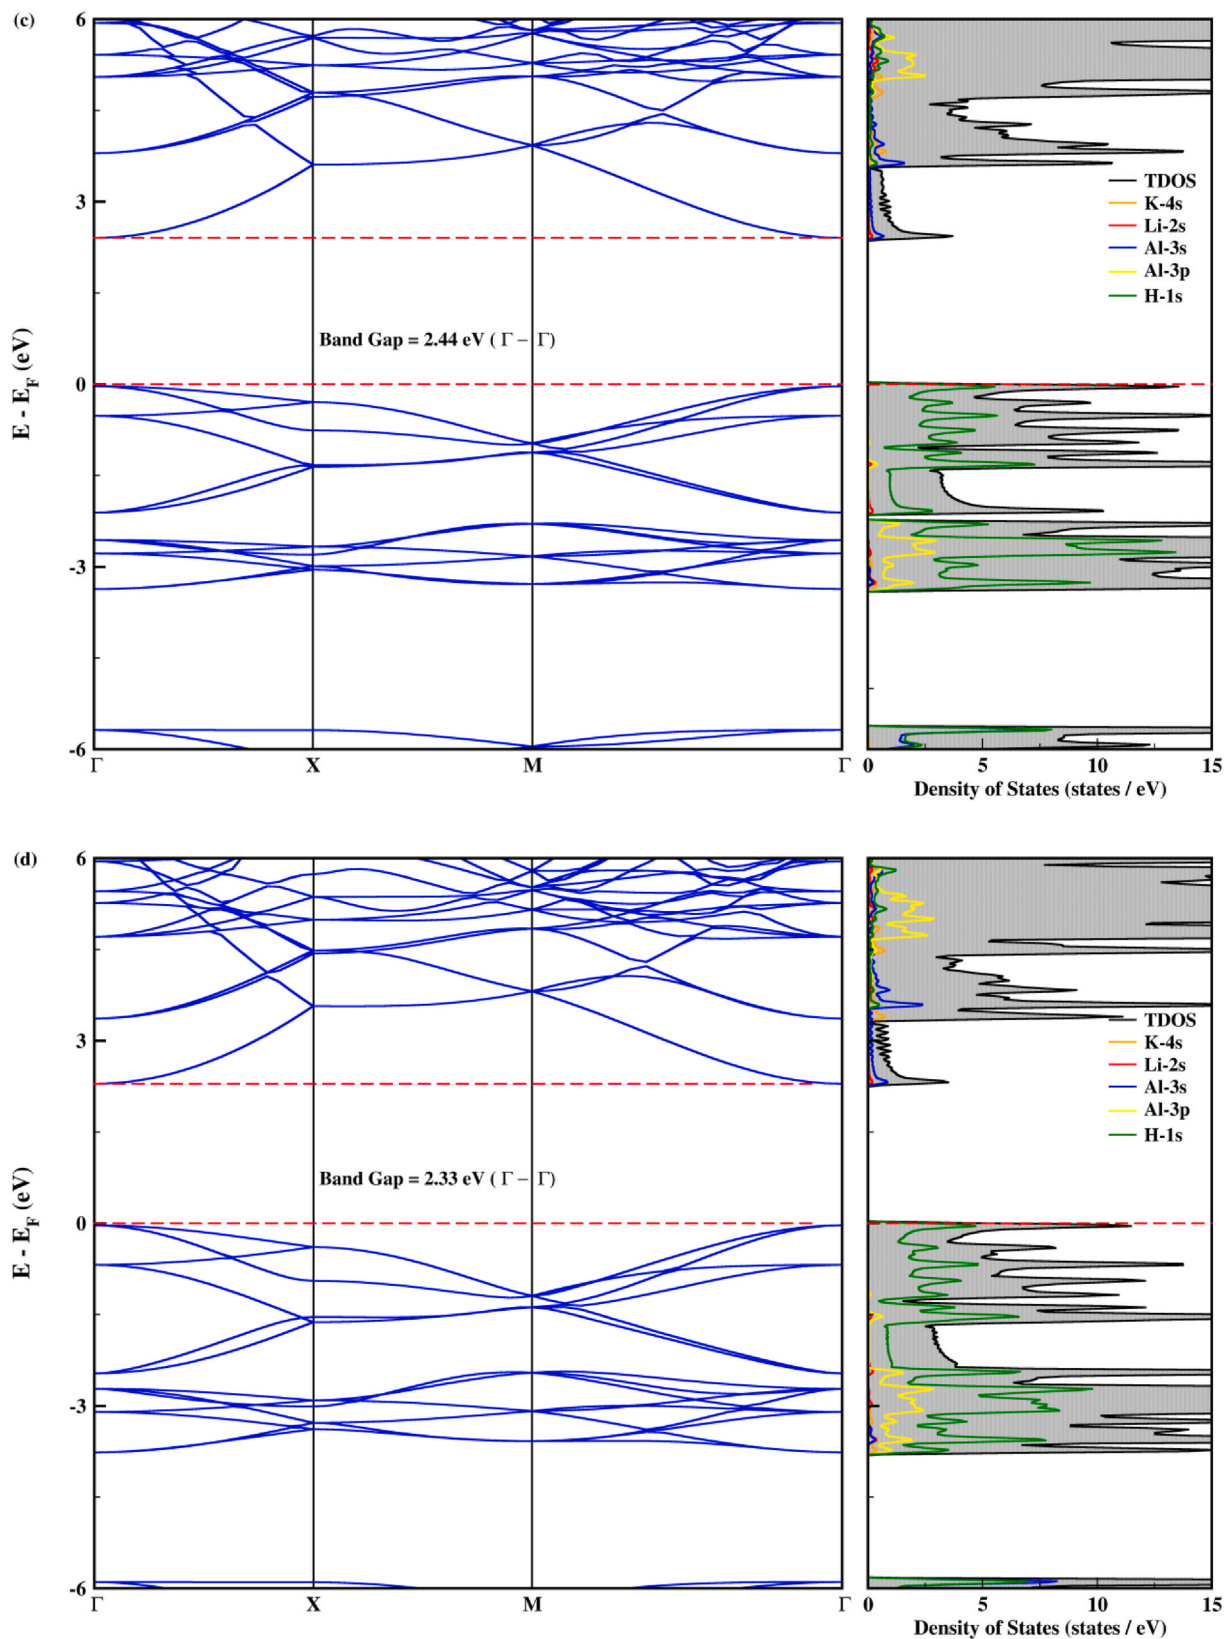 (c)
6
3
0
-3
-6
E - E_F (eV)
Band Gap = 2.44 eV ( Γ − Γ )
Γ X M Γ
TDOS
K-4s
Li-2s
Al-3s
Al-3p
H-1s
0 5 10 15
Density of States (states / eV)
(d)
6
3
0
-3
-6
E - E_F (eV)
Band Gap = 2.33 eV ( Γ − Γ )
Γ X M Γ
TDOS
K-4s
Li-2s
Al-3s
Al-3p
H-1s
0 5 10 15
Density of States (states / eV)